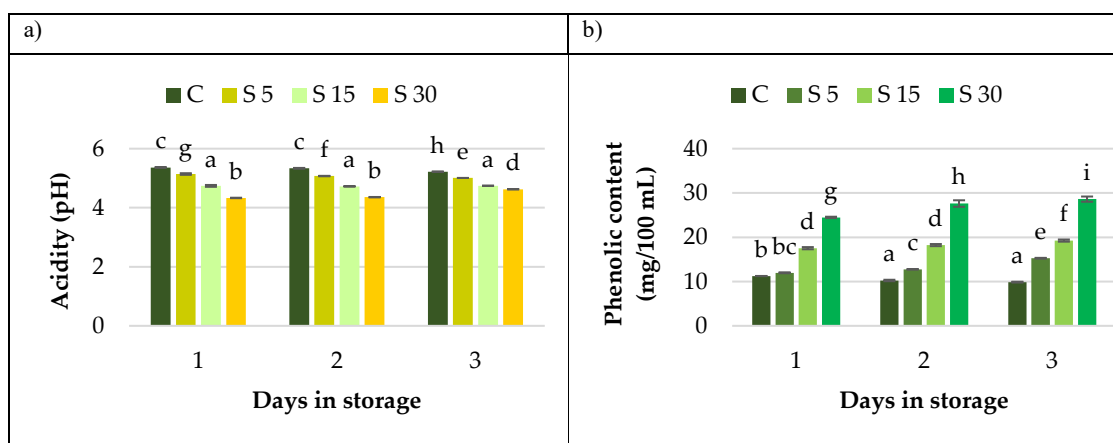 a)
b)
C S 5 S 15 S 30
6
4
2
0
c g a b c f a b h e a d
1 2 3
Acidity (pH)
Days in storage
C S 5 S 15 S 30
40
30
20
10
0
b bc d g a c d h a e f i
1 2 3
Phenolic content
(mg/100 mL)
Days in storage